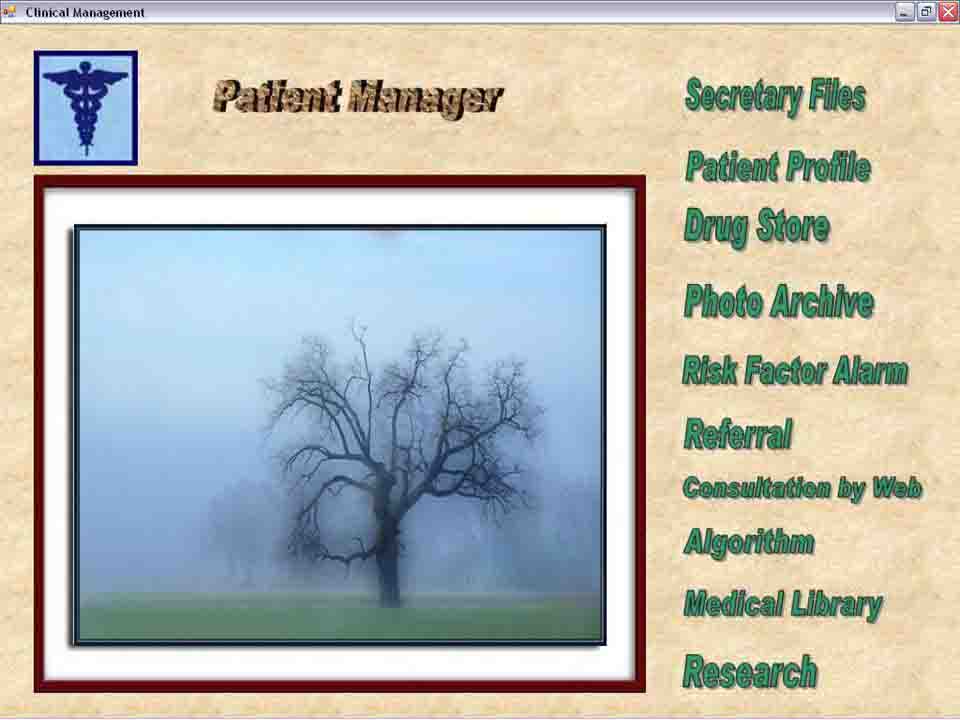 Clinical Management
Patient Manager
Secretary Files
Patient Profile
Drug Store
Photo Archive
Risk Factor Alarm
Referral
Consultation by Web
Algorithm
Medical Library
Research